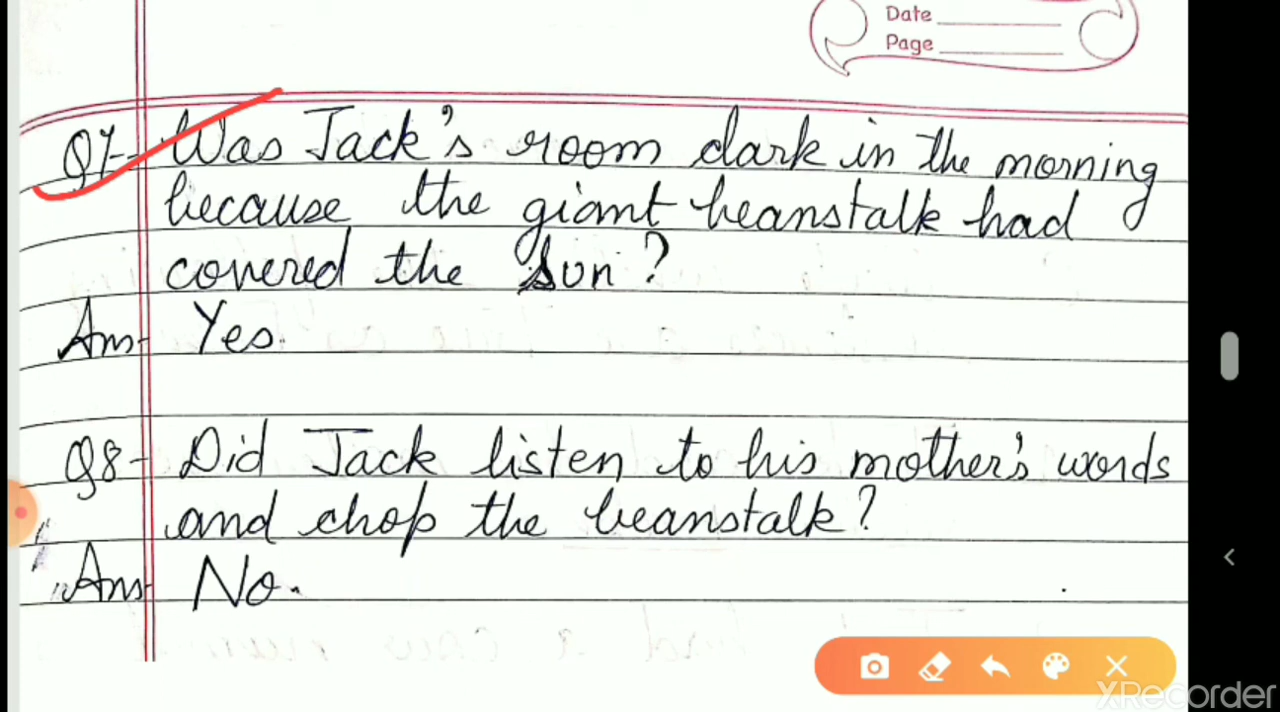 Date
Page
Q7- Was Jack's room dark in the morning
because the giant beanstalk had
covered the Sun?
Ans- Yes.
Q8- Did Jack listen to his mother's words
and chop the beanstalk?
Ans- No.
XRecorder